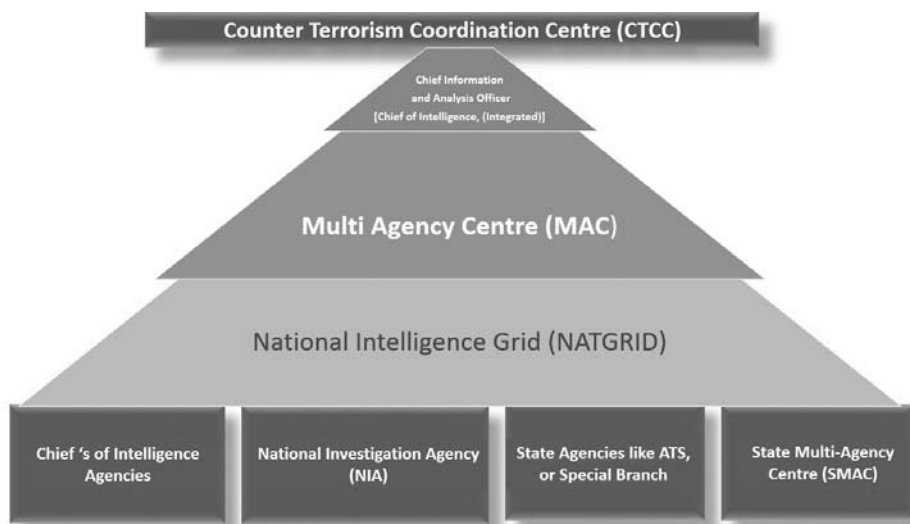 Counter Terrorism Coordination Centre (CTCC)
Chief Information
and Analysis Officer
[Chief of Intelligence, (Integrated)]
Multi Agency Centre (MAC)
National Intelligence Grid (NATGRID)
Chief ‘s of Intelligence
Agencies
National Investigation Agency
(NIA)
State Agencies like ATS,
or Special Branch
State Multi-Agency
Centre (SMAC)